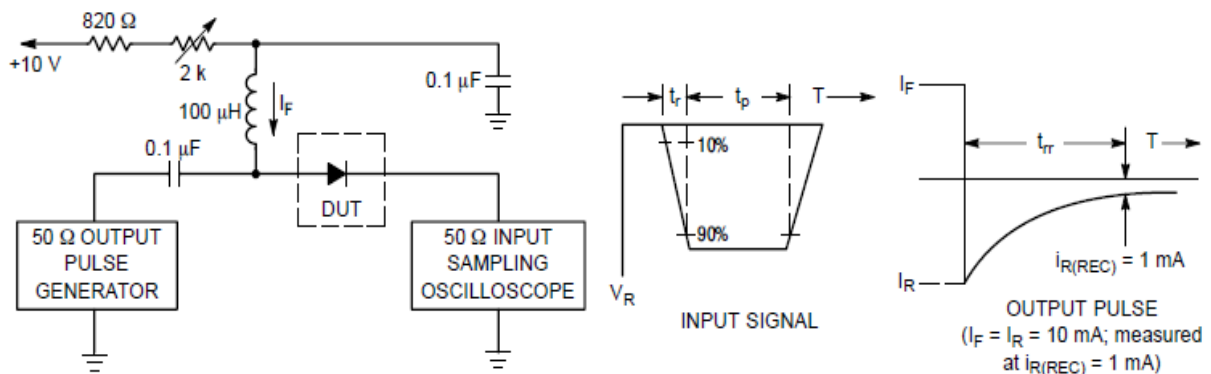 820 Ω
+10 V
2 k
0.1 μF
100 μH
I_F
0.1 μF
DUT
50 Ω OUTPUT
PULSE
GENERATOR
50 Ω INPUT
SAMPLING
OSCILLOSCOPE
t_r
t_p
T
10%
90%
V_R
INPUT SIGNAL
I_F
t_rr
T
I_R
i_R(REC) = 1 mA
OUTPUT PULSE
(I_F = I_R = 10 mA; measured
at i_R(REC) = 1 mA)